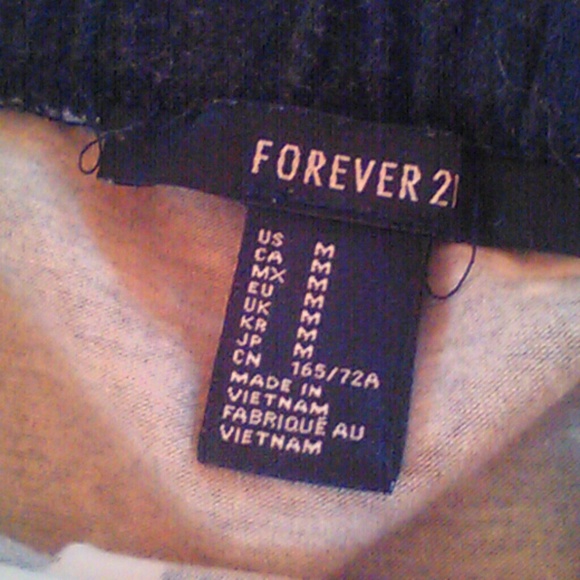 FOREVER 21
US M
CA M
MX M
EU M
UK M
KR M
JP M
CN 165/72A
MADE IN
VIETNAM
FABRIQUÉ AU
VIETNAM